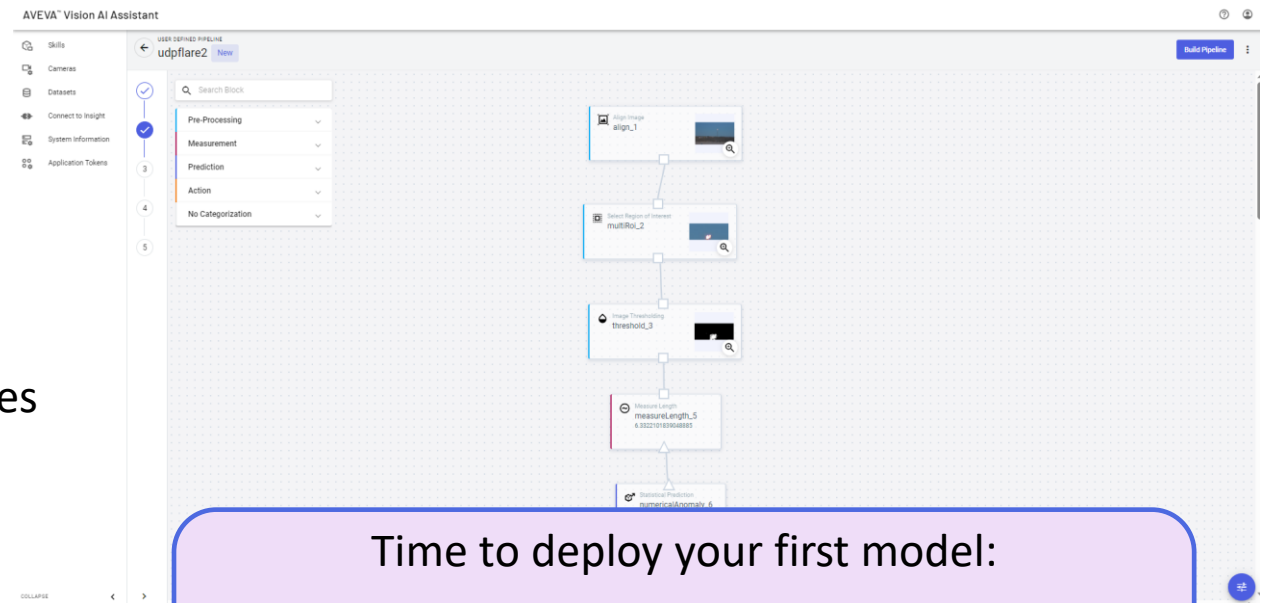 AVEVA™ Vision AI Assistant
Skills
Cameras
Datasets
Connect to Insight
System Information
Application Tokens
COLLAPSE
USER DEFINED PIPELINE
udpflare2 New
Build Pipeline
3
4
5
Search Block
Pre-Processing
Measurement
Prediction
Action
No Categorization
Align Image
align_1
Select Region of Interest
multiRoi_2
Image Thresholding
threshold_3
Measure Length
measureLength_5
6.3522101839048885
Statistical Prediction
numericalAnomaly_6
es
Time to deploy your first model: